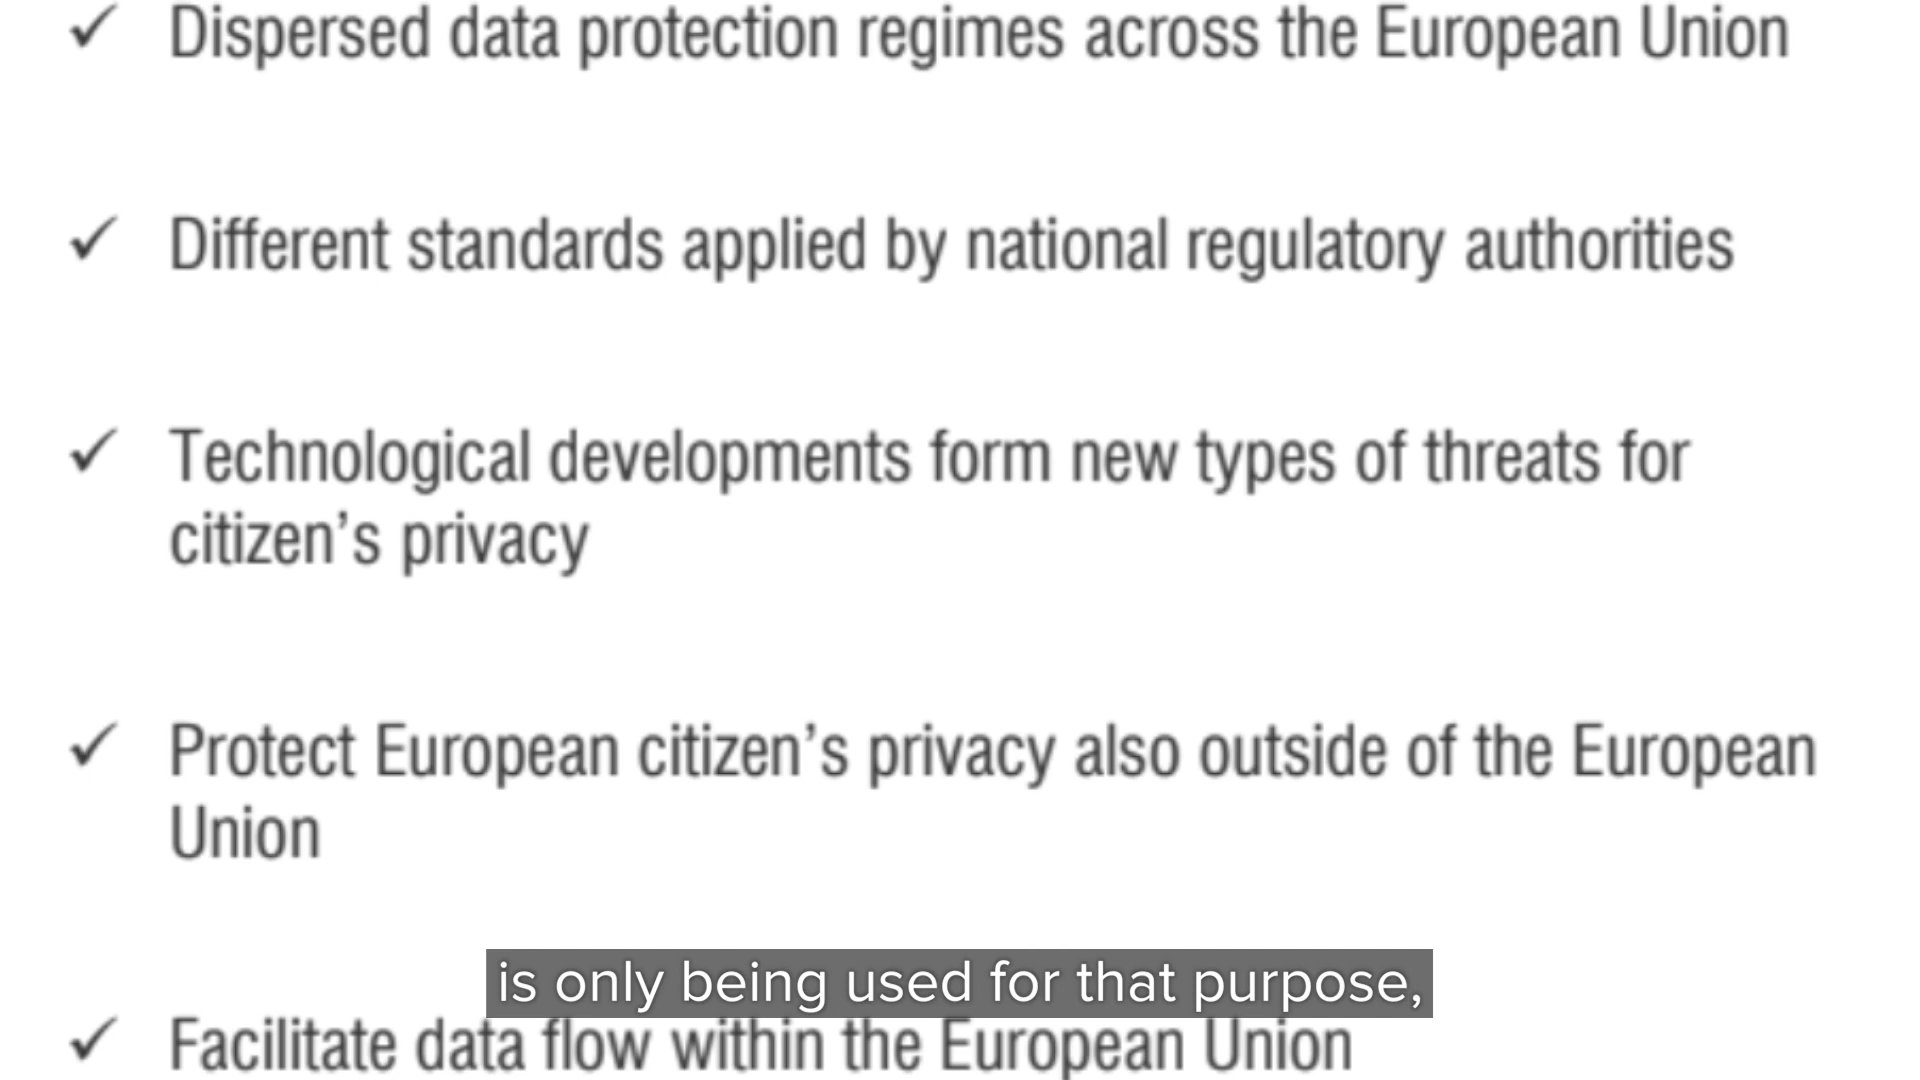 ✓ Dispersed data protection regimes across the European Union
✓ Different standards applied by national regulatory authorities
✓ Technological developments form new types of threats for
citizen’s privacy
✓ Protect European citizen’s privacy also outside of the European
Union
is only being used for that purpose,
✓ Facilitate data flow within the European Union